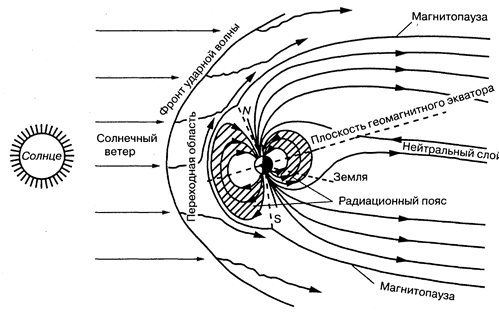 Магнитопауза
Фронт ударной волны
N
Плоскость геомагнитного экватора
Солнечный
ветер
Переходная область
Солнце
Нейтральный слой
Земля
Радиационный пояс
S
Магнитопауза